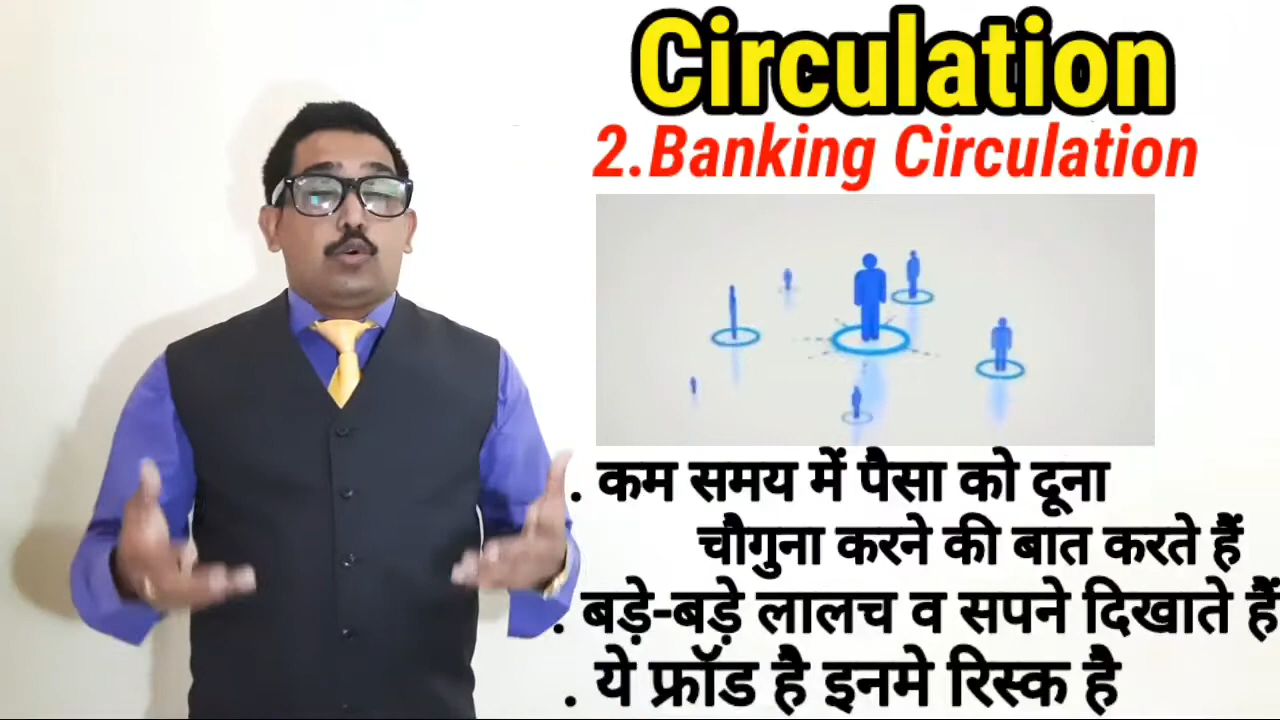 Circulation
2.Banking Circulation
. कम समय में पैसा को दूना
चौगुना करने की बात करते हैं
. बड़े-बड़े लालच व सपने दिखाते हैं
. ये फ्रॉड है इनमे रिस्क है